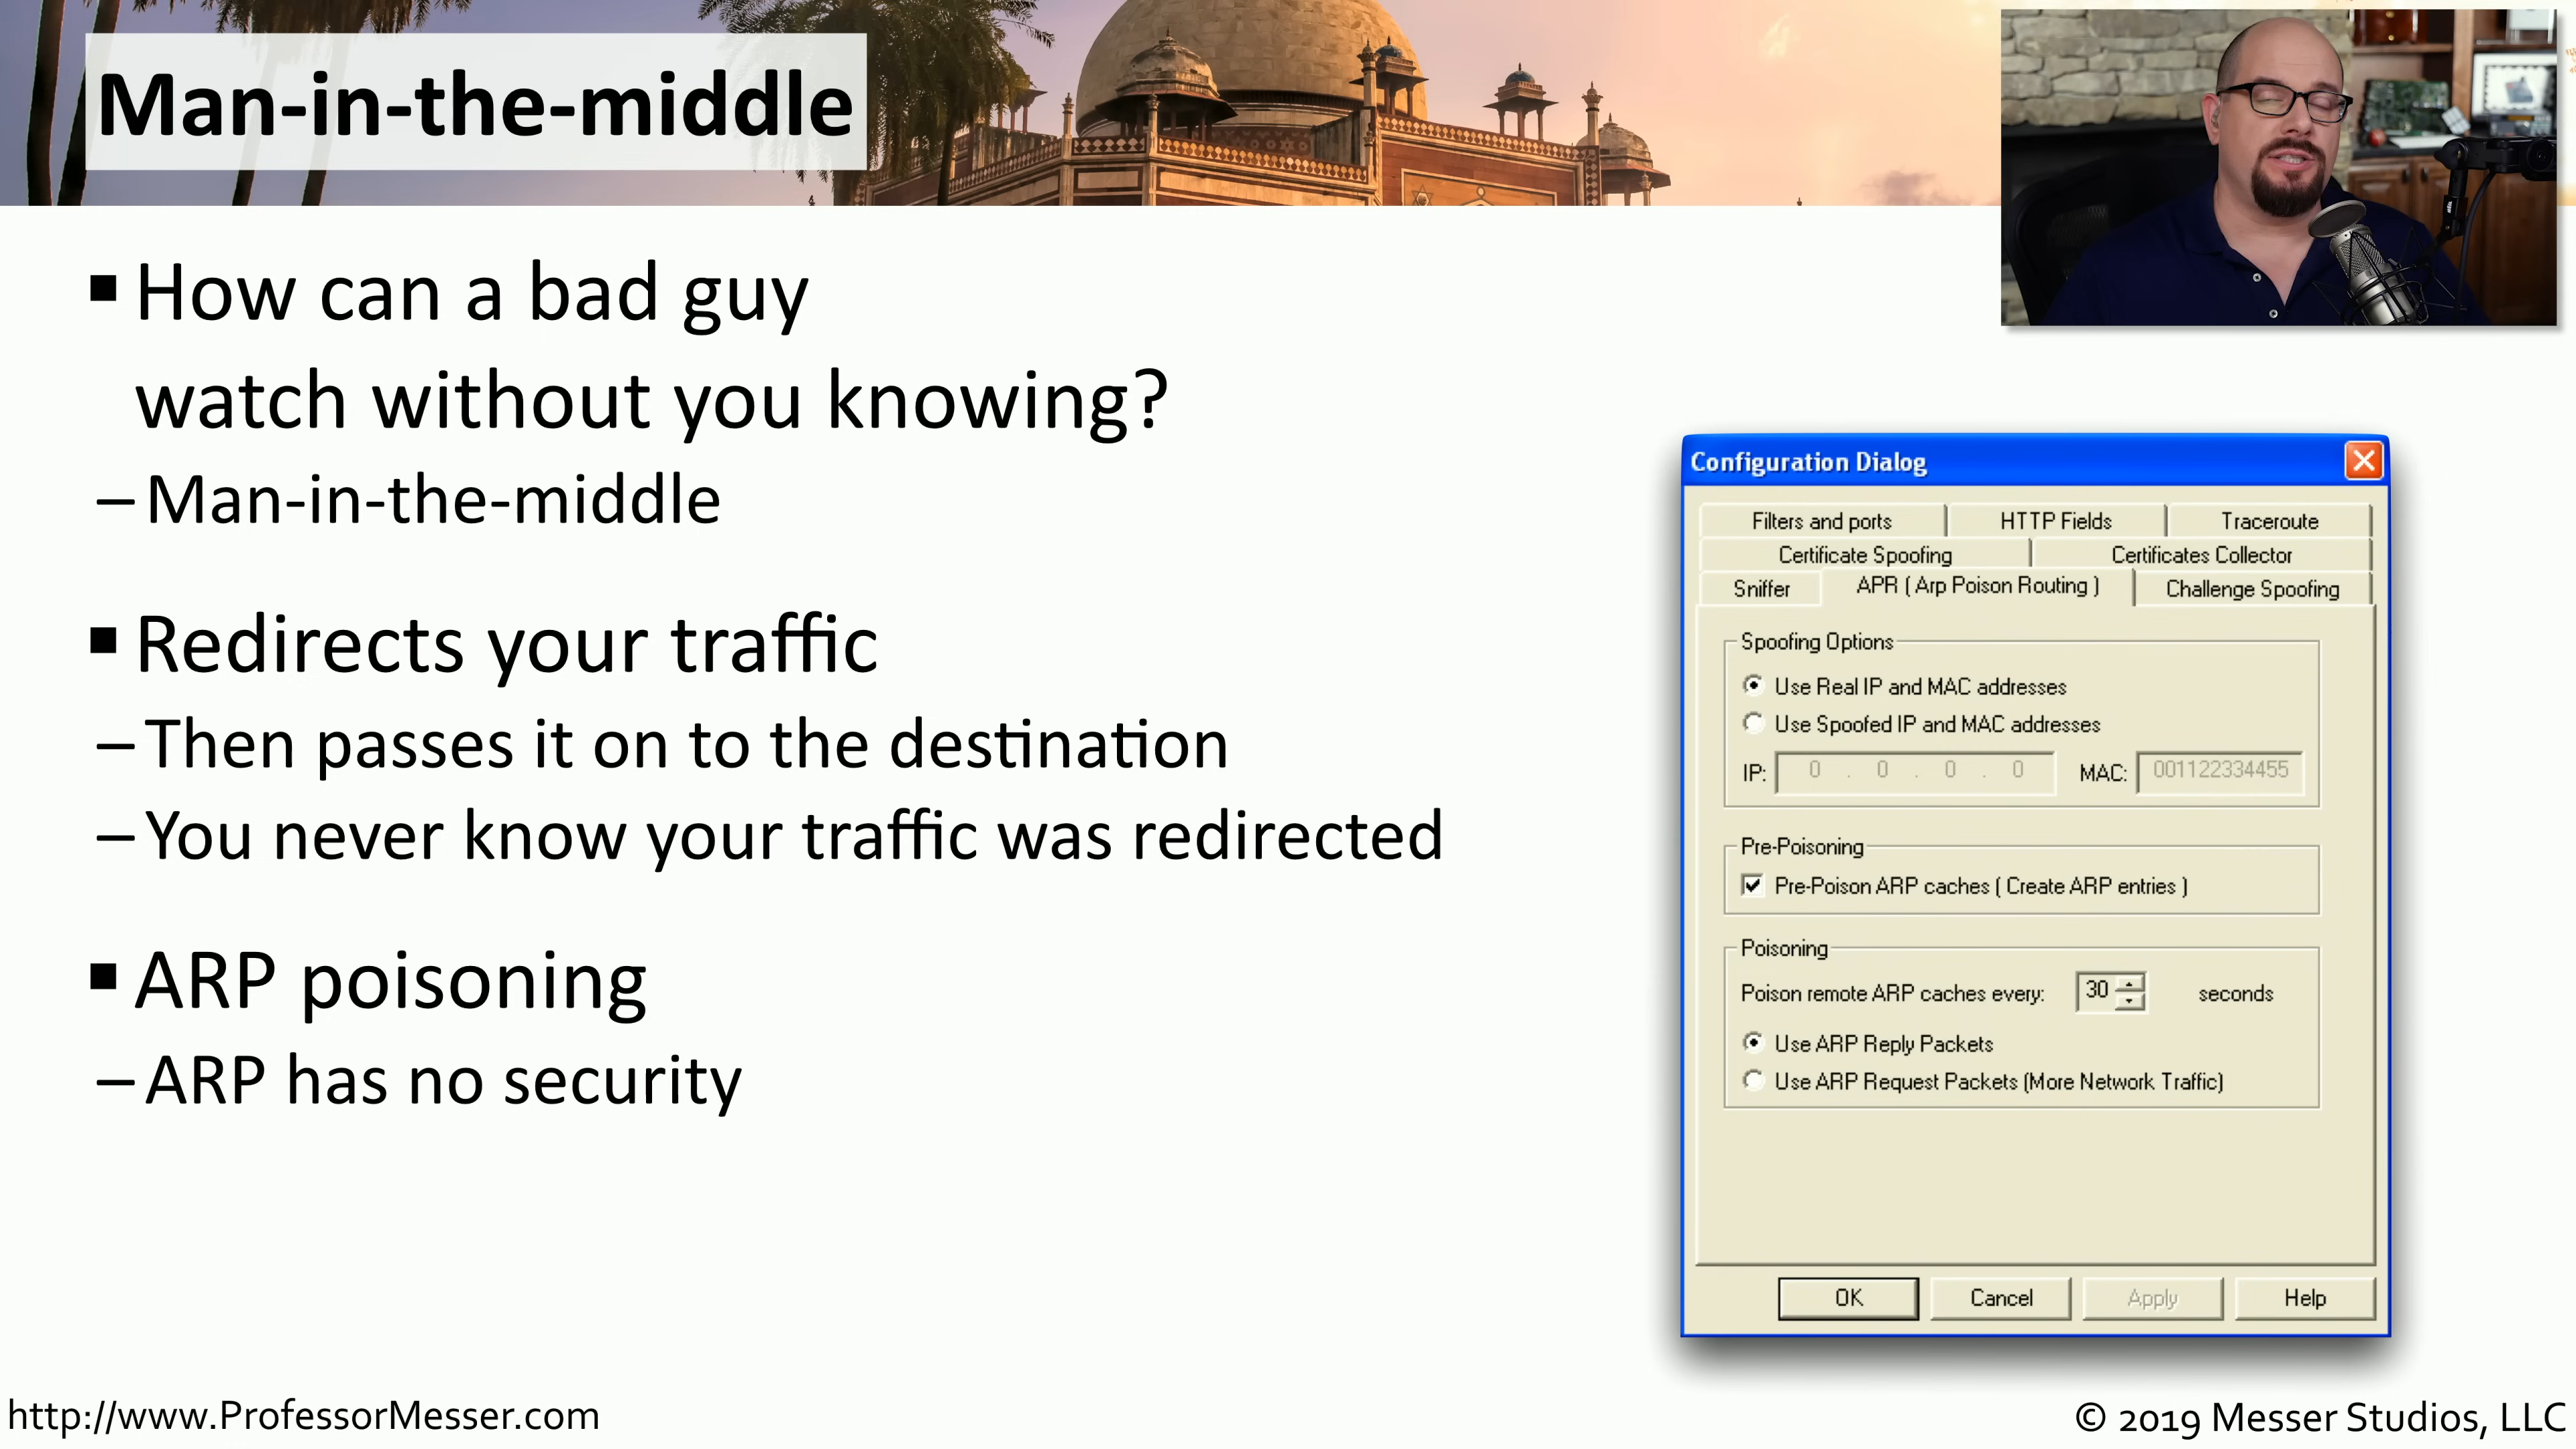 Man-in-the-middle
▪ How can a bad guy
watch without you knowing?
– Man-in-the-middle
▪ Redirects your traffic
– Then passes it on to the destination
– You never know your traffic was redirected
▪ ARP poisoning
– ARP has no security
Configuration Dialog
Filters and ports HTTP Fields Traceroute
Certificate Spoofing Certificates Collector
Sniffer APR ( Arp Poison Routing ) Challenge Spoofing
Spoofing Options
Use Real IP and MAC addresses
Use Spoofed IP and MAC addresses
IP: 0 . 0 . 0 . 0 MAC: 001122334455
Pre-Poisoning
Pre-Poison ARP caches ( Create ARP entries )
Poisoning
Poison remote ARP caches every: 30 seconds
Use ARP Reply Packets
Use ARP Request Packets (More Network Traffic)
OK Cancel Apply Help
http://www.ProfessorMesser.com
© 2019 Messer Studios, LLC